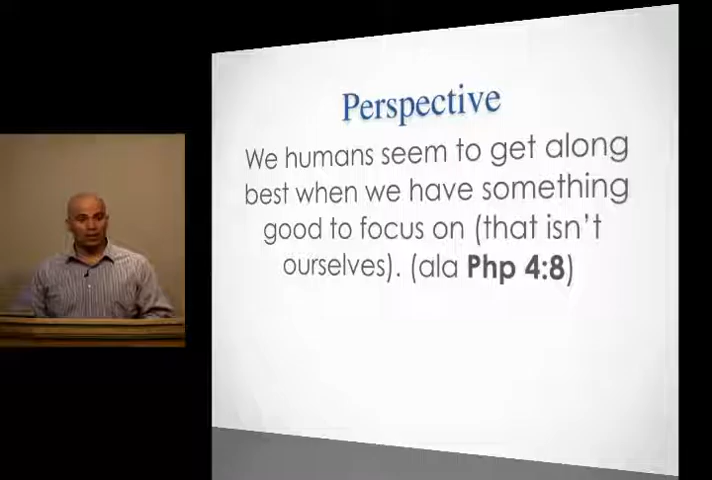 Perspective
We humans seem to get along
best when we have something
good to focus on (that isn't
ourselves). (ala Php 4:8)